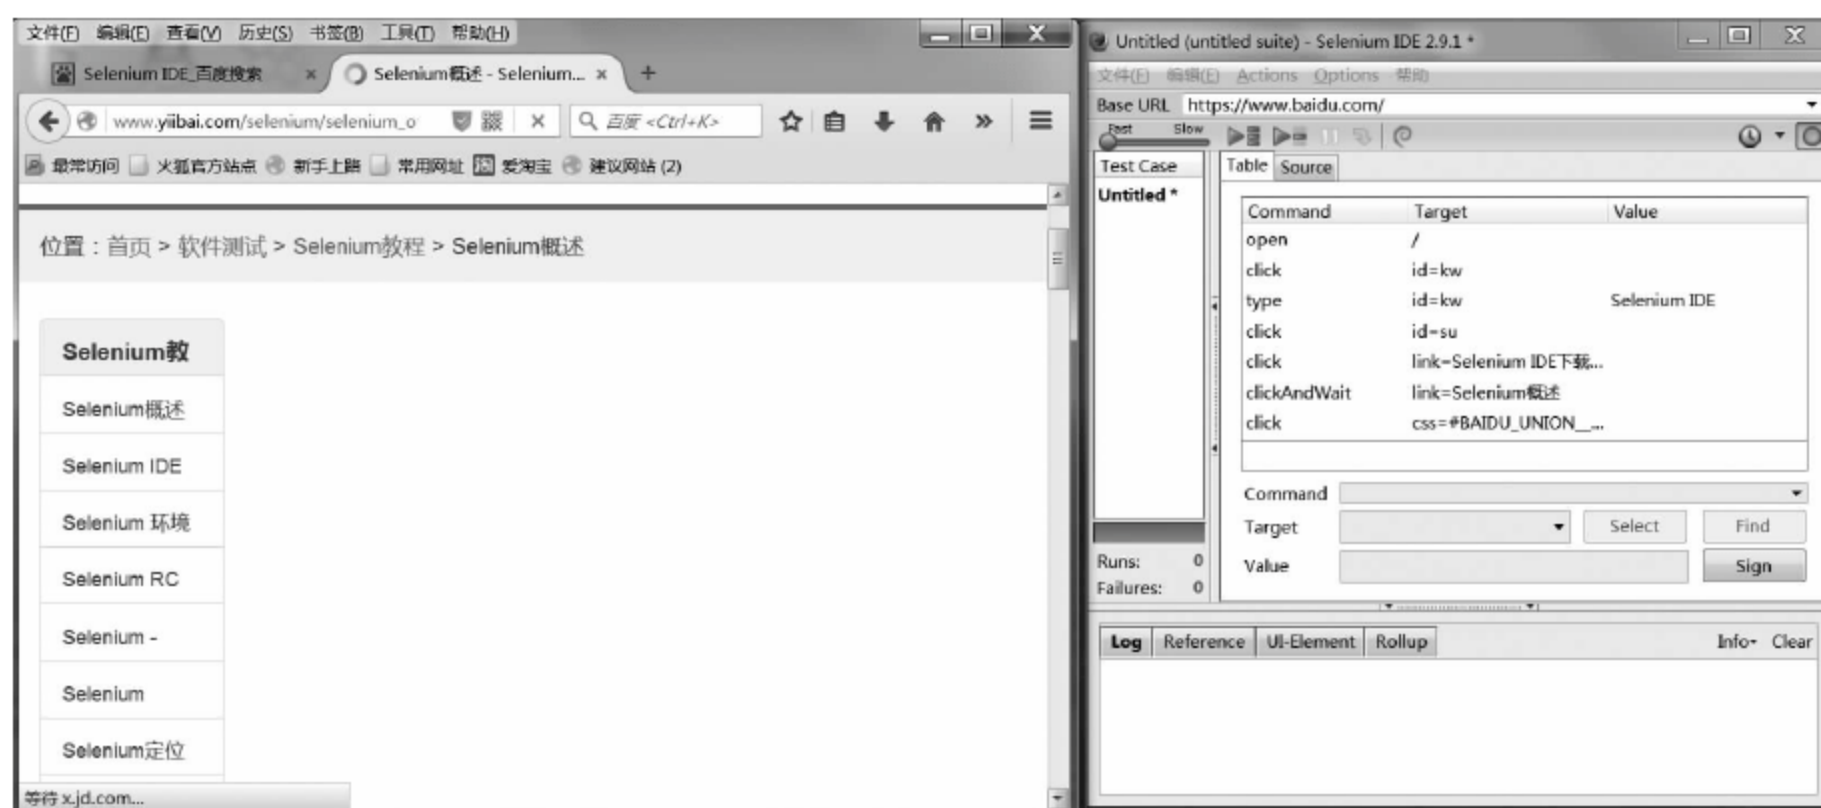 文件(F) 编辑(E) 查看(V) 历史(S) 书签(B) 工具(T) 帮助(H)
Selenium IDE_百度搜索 × Selenium概述 - Selenium... × +
www.yiibai.com/selenium/selenium_o 百度 <Ctrl+K>
最常访问 火狐官方站点 新手上路 常用网址 爱淘宝 建议网站 (2)
位置：首页 > 软件测试 > Selenium教程 > Selenium概述
Selenium教
Selenium概述
Selenium IDE
Selenium 环境
Selenium RC
Selenium -
Selenium
Selenium定位
等待 x.jd.com...
Untitled (untitled suite) - Selenium IDE 2.9.1 *
文件(F) 编辑(E) Actions Options 帮助
Base URL https://www.baidu.com/
Fast Slow
Test Case
Untitled *
Table Source
Command Target Value
open /
click id=kw
type id=kw Selenium IDE
click id=su
click link=Selenium IDE下载...
clickAndWait link=Selenium概述
click css=#BAIDU_UNION__...
Command
Target Select Find
Value Sign
Runs: 0
Failures: 0
Log Reference UI-Element Rollup Info Clear